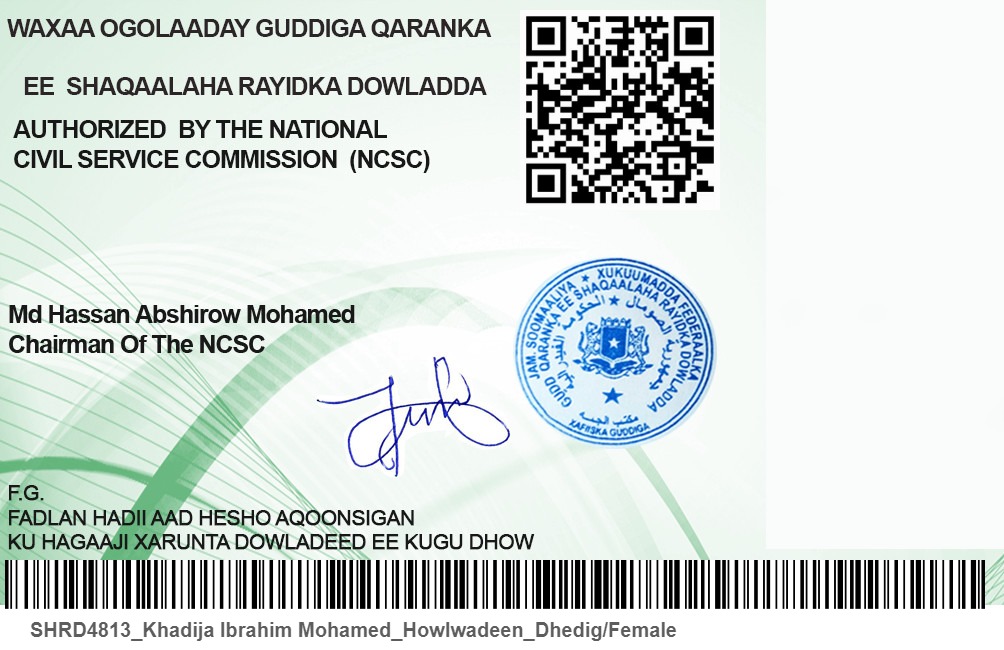 WAXAA OGOLAADAY GUDDIGA QARANKA
EE SHAQAALAHA RAYIDKA DOWLADDA
AUTHORIZED BY THE NATIONAL
CIVIL SERVICE COMMISSION (NCSC)
Md Hassan Abshirow Mohamed
Chairman Of The NCSC
JAM. SOOMAALIYA ★ XUKUUMADDA FEDERAALKA
GUDD QARANKA EE SHAQAALAHA RAYIDKA DOWLADDA
XAFIISKA GUDDIGA
F.G.
FADLAN HADII AAD HESHO AQOONSIGAN
KU HAGAAJI XARUNTA DOWLADEED EE KUGU DHOW
SHRD4813_Khadija Ibrahim Mohamed_Howlwadeen_Dhedig/Female